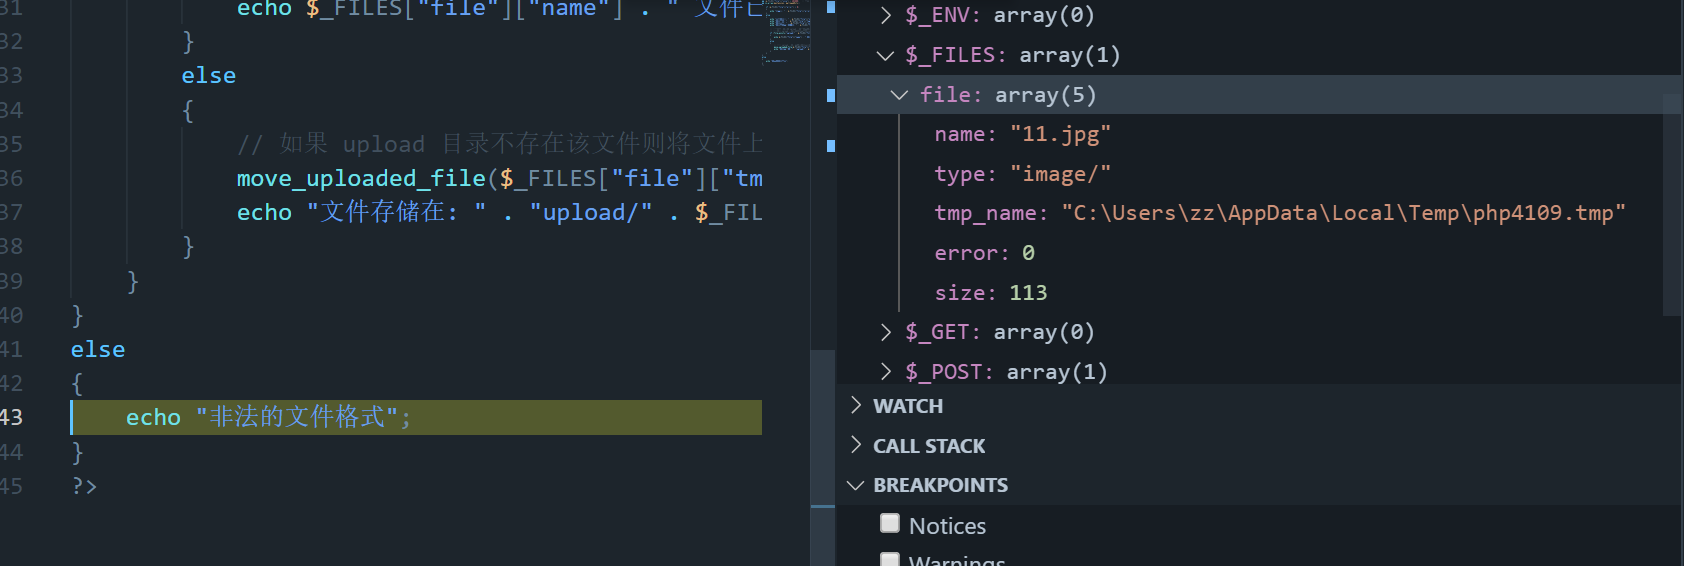 31 echo $_FILES["file"]["name"] . " 文件已
32 }
33 else
34 {
35 // 如果 upload 目录不存在该文件则将文件上
36 move_uploaded_file($_FILES["file"]["tm
37 echo "文件存储在: " . "upload/" . $_FIL
38 }
39 }
40 }
41 else
42 {
43 echo "非法的文件格式";
44 }
45 ?>
$_ENV: array(0)
$_FILES: array(1)
file: array(5)
name: "11.jpg"
type: "image/"
tmp_name: "C:\Users\zz\AppData\Local\Temp\php4109.tmp"
error: 0
size: 113
$_GET: array(0)
$_POST: array(1)
WATCH
CALL STACK
BREAKPOINTS
Notices
Warnings